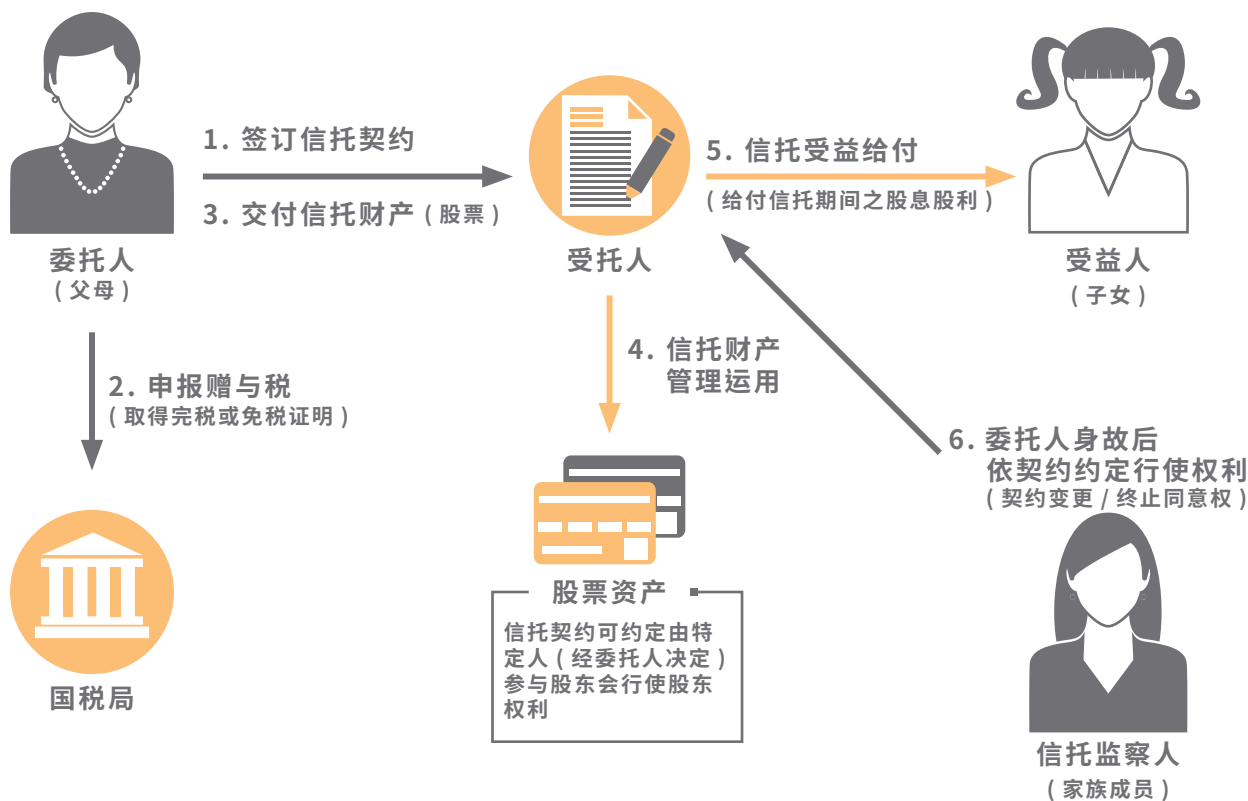 1. 签订信托契约
3. 交付信托财产 ( 股票 )
委托人
( 父母 )
受托人
5. 信托受益给付
( 给付信托期间之股息股利 )
受益人
( 子女 )
2. 申报赠与税
( 取得完税或免税证明 )
国税局
4. 信托财产
管理运用
股票资产
信托契约可约定由特
定人 ( 经委托人决定 )
参与股东会行使股东
权利
6. 委托人身故后
依契约约定行使权利
( 契约变更 / 终止同意权 )
信托监察人
( 家族成员 )